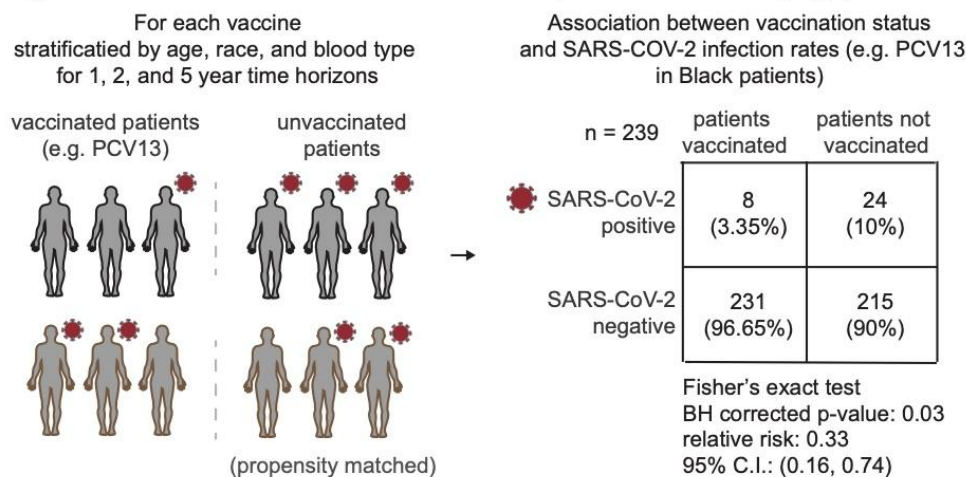 For each vaccine
stratificatied by age, race, and blood type
for 1, 2, and 5 year time horizons
vaccinated patients
(e.g. PCV13)
unvaccinated
patients
(propensity matched)
Association between vaccination status
and SARS-COV-2 infection rates (e.g. PCV13
in Black patients)
n = 239
patients
vaccinated
patients not
vaccinated
SARS-CoV-2
positive
8
(3.35%)
24
(10%)
SARS-CoV-2
negative
231
(96.65%)
215
(90%)
Fisher's exact test
BH corrected p-value: 0.03
relative risk: 0.33
95% C.I.: (0.16, 0.74)